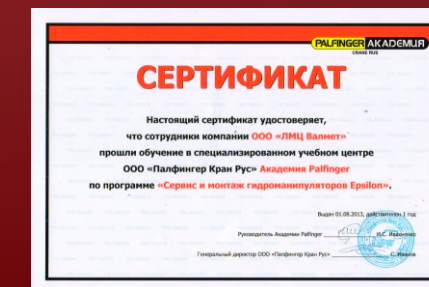 PALFINGER АКАДЕМИЯ
CRANE RUS
СЕРТИФИКАТ
Настоящий сертификат удостоверяет,
что сотрудники компании ООО «ЛМЦ Валмет»
прошли обучение в специализированном учебном центре
ООО «Палфингер Кран Рус» Академия Palfinger
по программе «Сервис и монтаж гидроманипуляторов Epsilon».
Выдан 01.08.2013, действителен 1 год
Руководитель Академии Palfinger И.С.
Генеральный директор ООО «Палфингер Кран Рус» С. Иванов